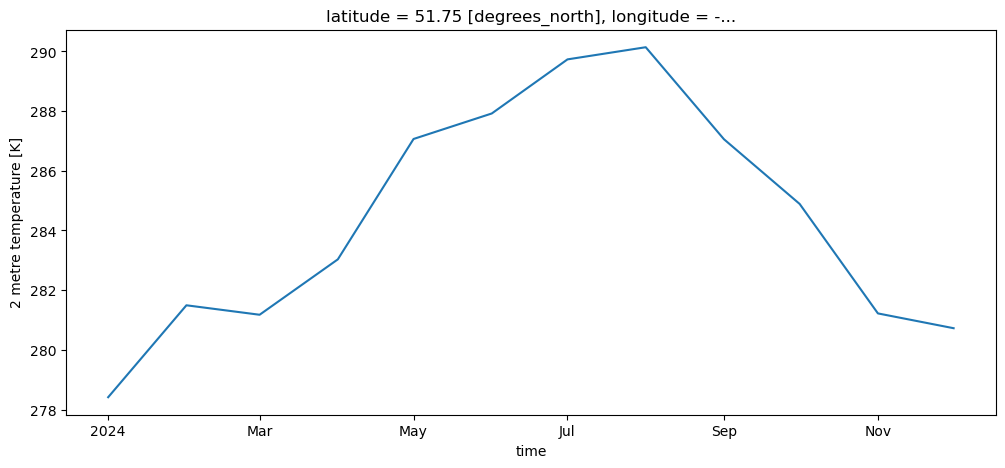 latitude = 51.75 [degrees_north], longitude = -...
2 metre temperature [K]
290
288
286
284
282
280
278
2024 Mar May Jul Sep Nov
time